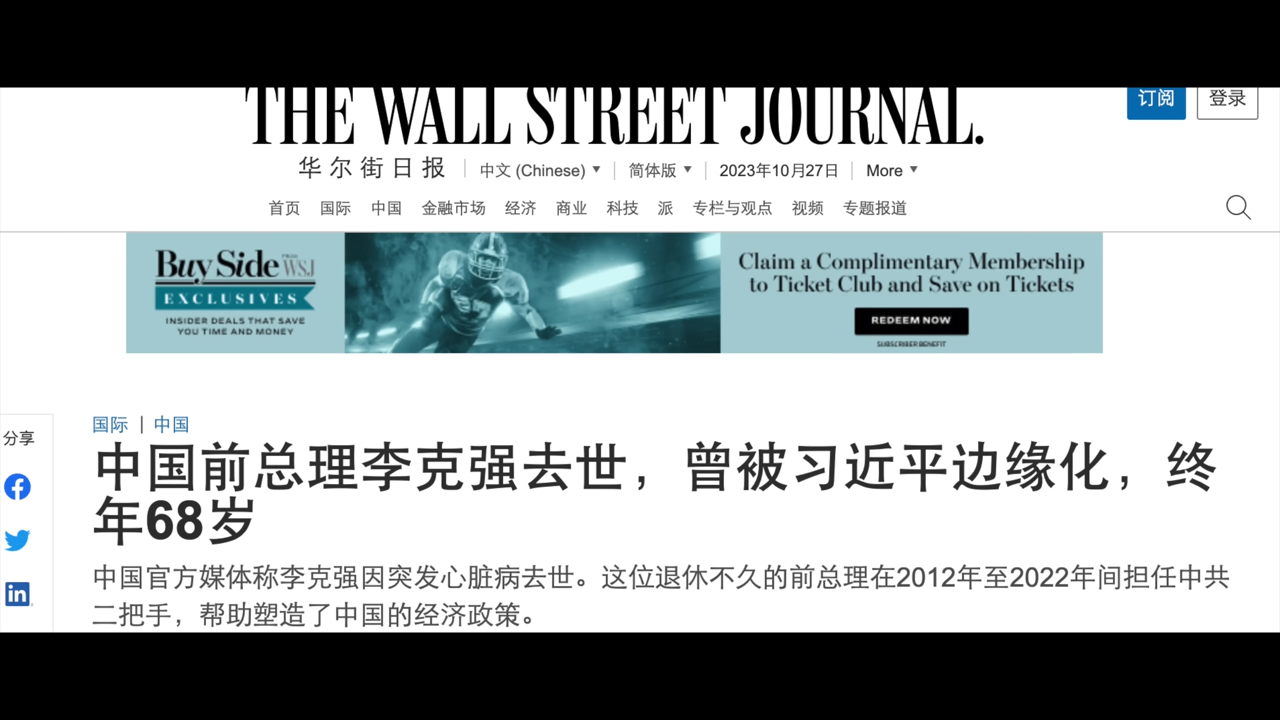 THE WALL STREET JOURNAL.
订阅
登录
华尔街日报
中文 (Chinese)
简体版
2023年10月27日
More
首页 国际 中国 金融市场 经济 商业 科技 派 专栏与观点 视频 专题报道
Buy Side FROM WSJ
EXCLUSIVES
INSIDER DEALS THAT SAVE
YOU TIME AND MONEY
Claim a Complimentary Membership
to Ticket Club and Save on Tickets
REDEEM NOW
SUBSCRIBER BENEFIT
分享
国际 | 中国
中国前总理李克强去世，曾被习近平边缘化，终
年68岁
中国官方媒体称李克强因突发心脏病去世。这位退休不久的前总理在2012年至2022年间担任中共
二把手，帮助塑造了中国的经济政策。